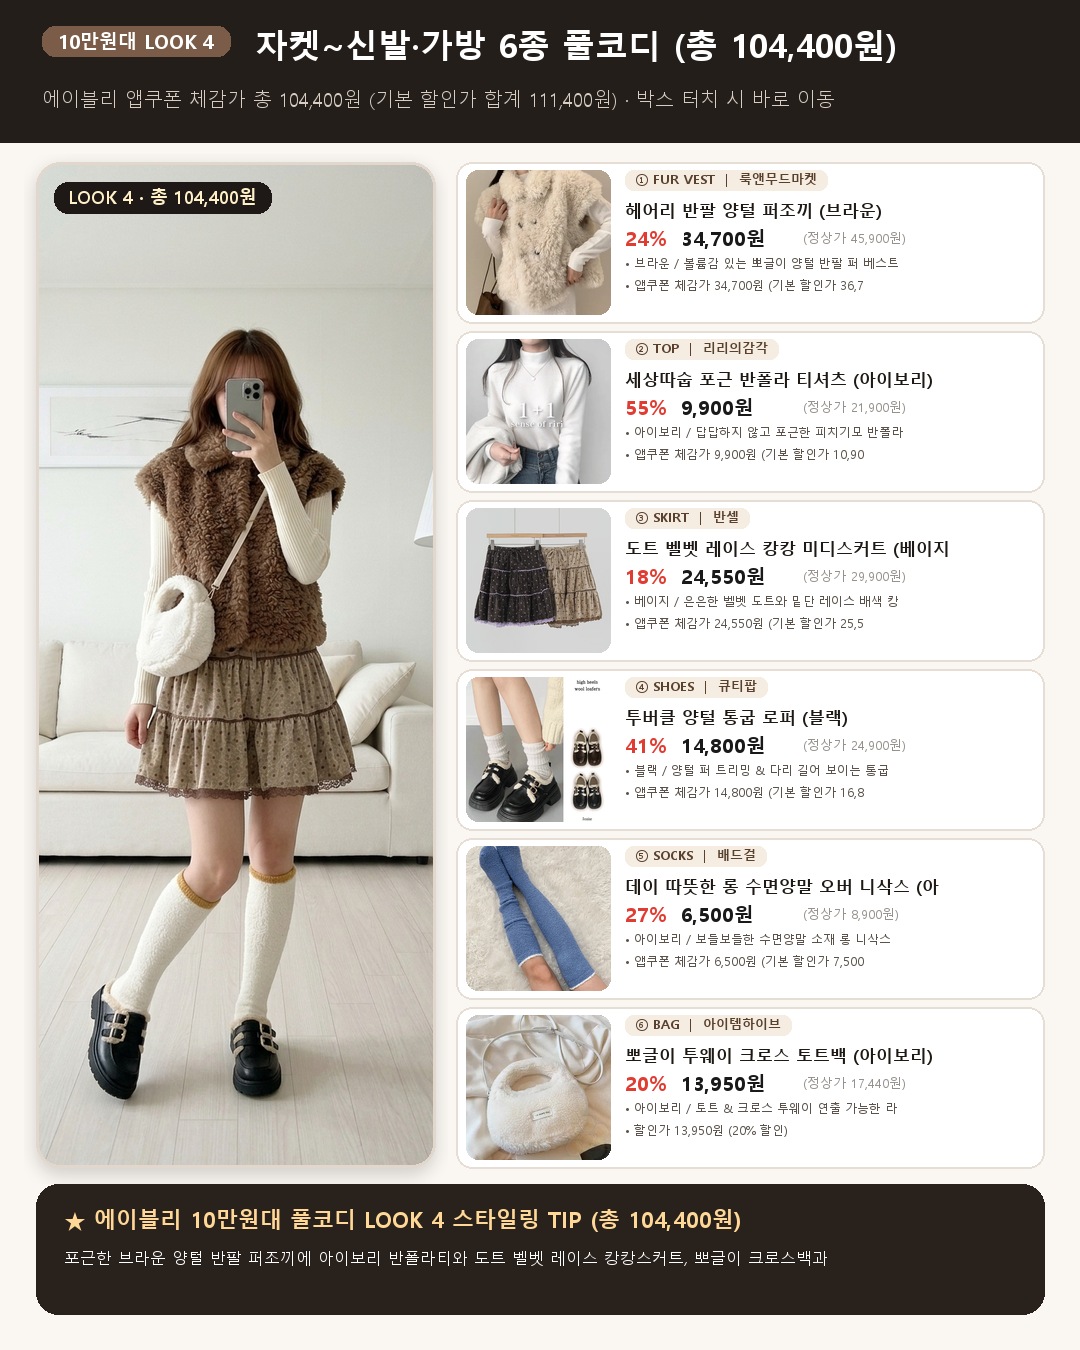 10만원대 LOOK 4
자켓~신발·가방 6종 풀코디 (총 104,400원)
에이블리 앱쿠폰 체감가 총 104,400원 (기본 할인가 합계 111,400원) · 박스 터치 시 바로 이동
LOOK 4 · 총 104,400원
① FUR VEST | 룩앤무드마켓
헤어리 반팔 양털 퍼조끼 (브라운)
24% 34,700원 (정상가 45,900원)
• 브라운 / 볼륨감 있는 뽀글이 양털 반팔 퍼 베스트
• 앱쿠폰 체감가 34,700원 (기본 할인가 36,7
1+1
sense of riri
② TOP | 리리의감각
세상따숩 포근 반폴라 티셔츠 (아이보리)
55% 9,900원 (정상가 21,900원)
• 아이보리 / 답답하지 않고 포근한 피치기모 반폴라
• 앱쿠폰 체감가 9,900원 (기본 할인가 10,90
③ SKIRT | 반셀
도트 벨벳 레이스 캉캉 미디스커트 (베이지
18% 24,550원 (정상가 29,900원)
• 베이지 / 은은한 벨벳 도트와 밑단 레이스 배색 캉
• 앱쿠폰 체감가 24,550원 (기본 할인가 25,5
high heels
wool loafers
④ SHOES | 큐티팝
투버클 양털 통굽 로퍼 (블랙)
41% 14,800원 (정상가 24,900원)
• 블랙 / 양털 퍼 트리밍 & 다리 길어 보이는 통굽
• 앱쿠폰 체감가 14,800원 (기본 할인가 16,8
⑤ SOCKS | 배드걸
데이 따뜻한 롱 수면양말 오버 니삭스 (아
27% 6,500원 (정상가 8,900원)
• 아이보리 / 보들보들한 수면양말 소재 롱 니삭스
• 앱쿠폰 체감가 6,500원 (기본 할인가 7,500
⑥ BAG | 아이템하이브
뽀글이 투웨이 크로스 토트백 (아이보리)
20% 13,950원 (정상가 17,440원)
• 아이보리 / 토트 & 크로스 투웨이 연출 가능한 라
• 할인가 13,950원 (20% 할인)
★ 에이블리 10만원대 풀코디 LOOK 4 스타일링 TIP (총 104,400원)
포근한 브라운 양털 반팔 퍼조끼에 아이보리 반폴라티와 도트 벨벳 레이스 캉캉스커트, 뽀글이 크로스백과